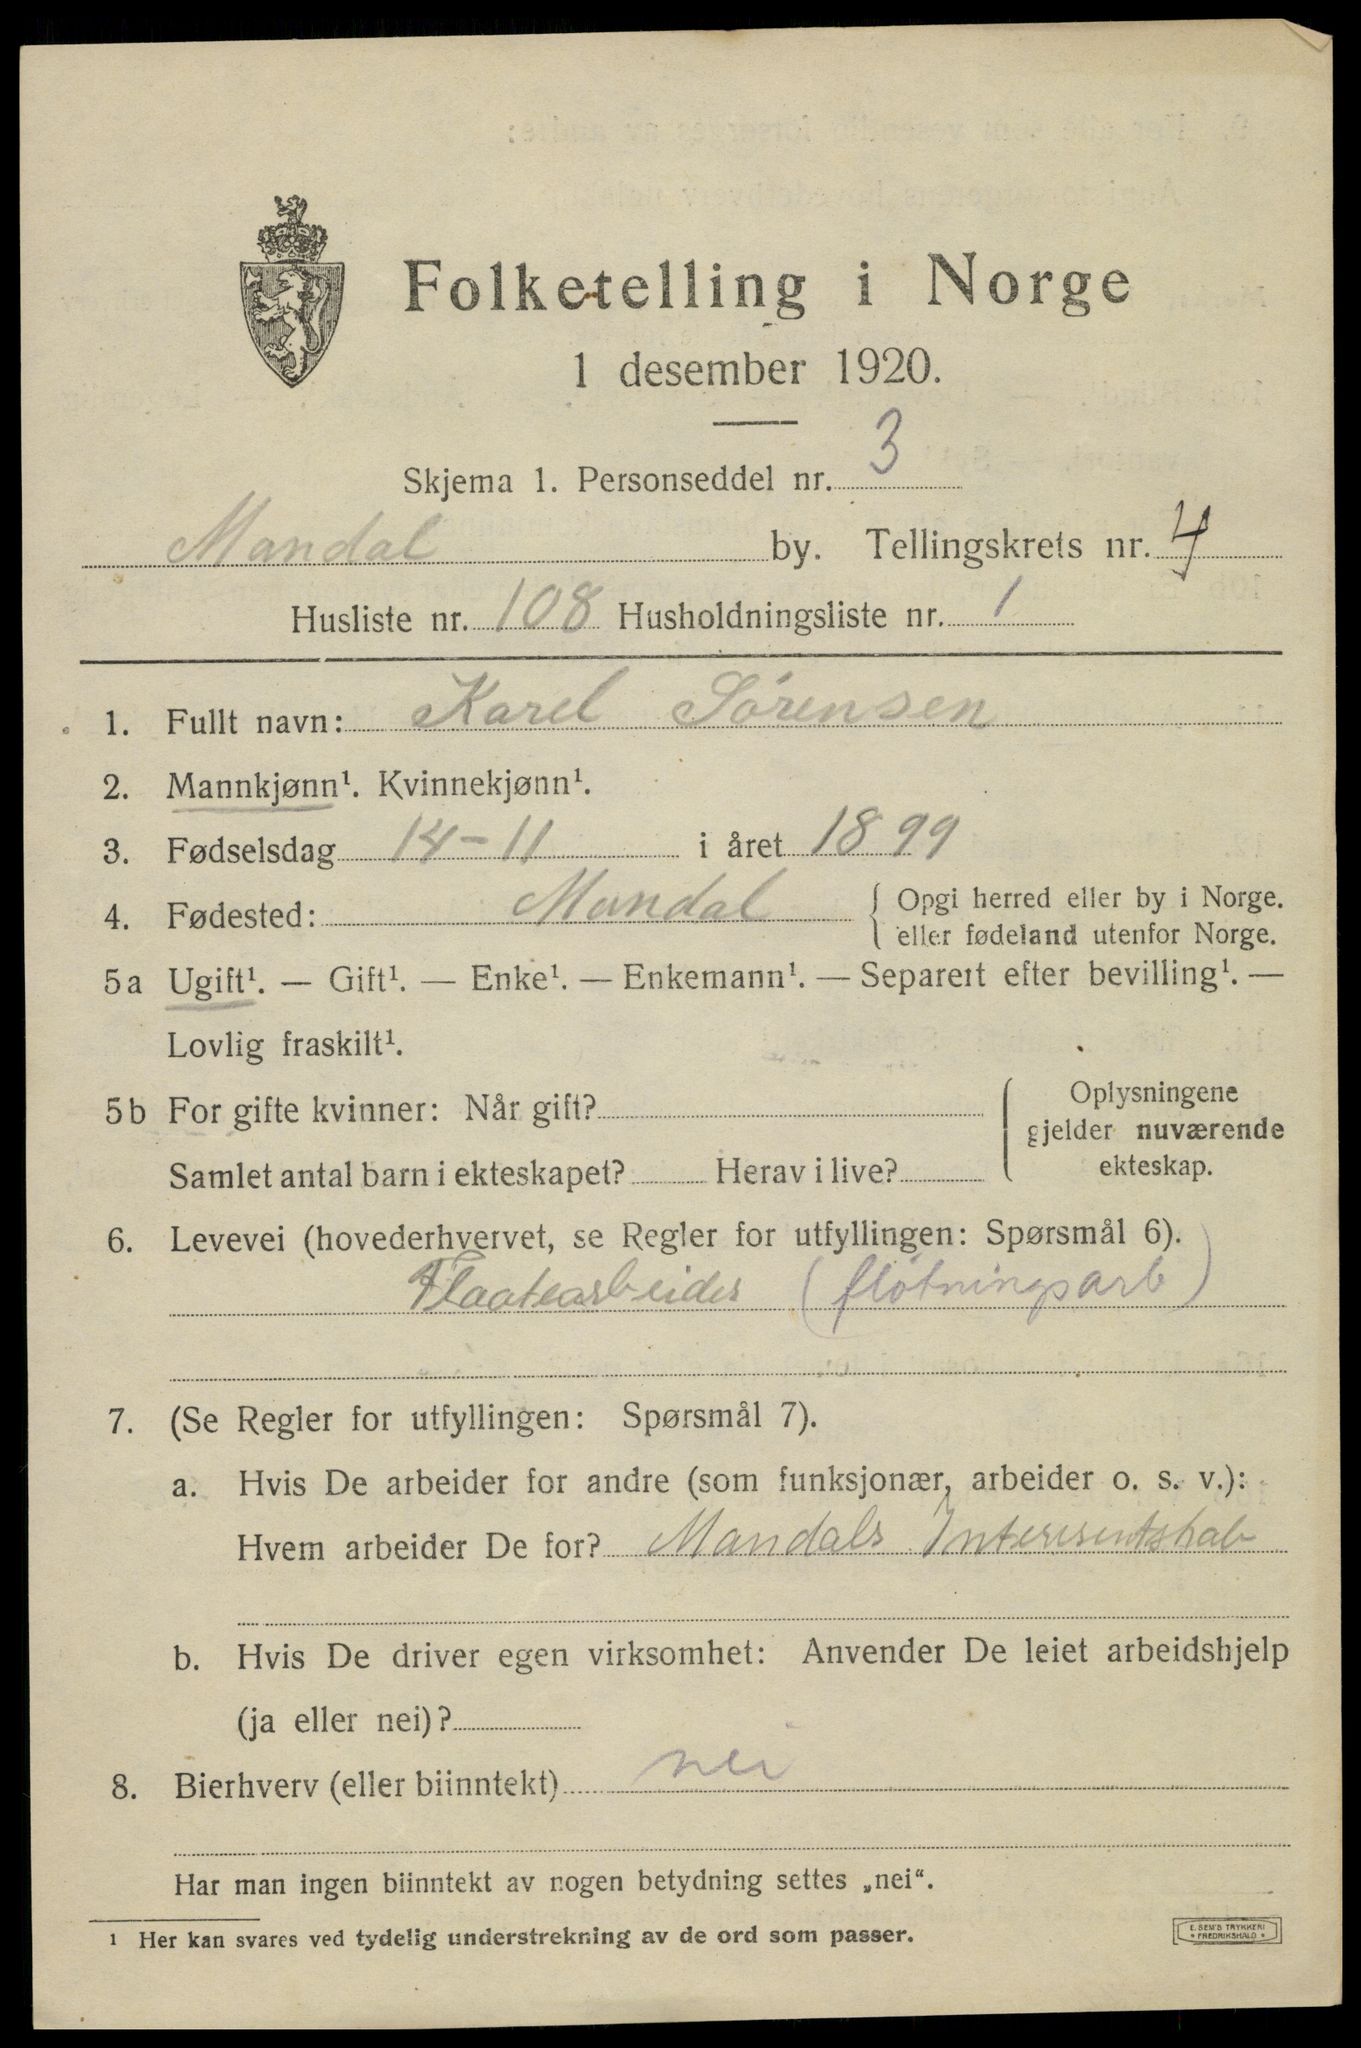 Folketelling i Norge
1 desember 1920.
Skjema 1. Personseddel nr. 3
Mandal by. Tellingskrets nr. 4
Husliste nr. 108 Husholdningsliste nr. 1
1. Fullt navn: Karel Sörensen
2. Mannkjønn¹. Kvinnekjønn¹.
3. Fødselsdag 14-11 i året 1899
4. Fødested: Mandal { Opgi herred eller by i Norge.
eller fødeland utenfor Norge.
5a Ugift¹. — Gift¹. — Enke¹. — Enkemann¹. — Separert efter bevilling¹. —
Lovlig fraskilt¹.
5b For gifte kvinner: Når gift? Oplysningene
gjelder nuværende
Samlet antal barn i ekteskapet? Herav i live? ekteskap.
6. Levevei (hovederhvervet, se Regler for utfyllingen: Spørsmål 6).
Flaatearbeider (fløtningsarb)
7. (Se Regler for utfyllingen: Spørsmål 7).
a. Hvis De arbeider for andre (som funksjonær, arbeider o. s. v.):
Hvem arbeider De for? Mandals Interesentskab
b. Hvis De driver egen virksomhet: Anvender De leiet arbeidshjelp
(ja eller nei)?
8. Bierhverv (eller biinntekt) nei
Har man ingen biinntekt av nogen betydning settes „nei“.
¹ Her kan svares ved tydelig understrekning av de ord som passer.
E. SEM'S TRYKKERI
* FREDRIKSHALD *